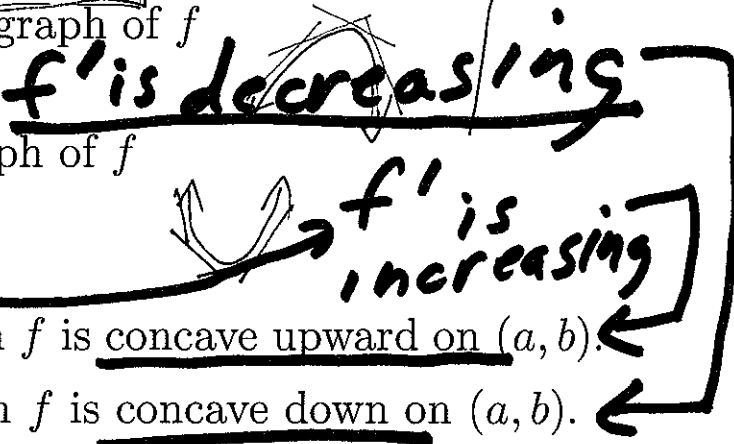 graph of f
f' is decreasing
ph of f
f' is
increasing
f is concave upward on (a, b).
f is concave down on (a, b).